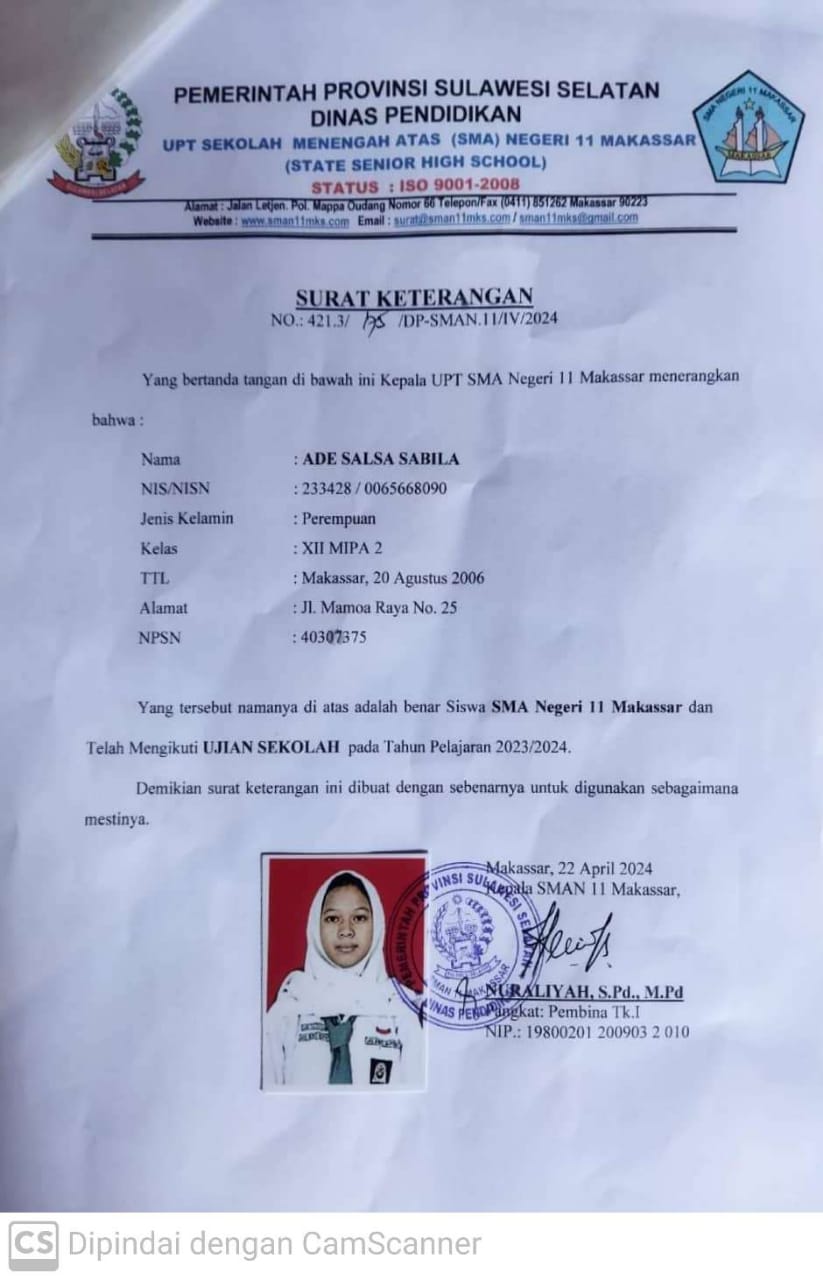 PEMERINTAH PROVINSI SULAWESI SELATAN
DINAS PENDIDIKAN
UPT SEKOLAH MENENGAH ATAS (SMA) NEGERI 11 MAKASSAR
(STATE SENIOR HIGH SCHOOL)
STATUS : ISO 9001-2008
Alamat : Jalan Letjen. Pol. Mappa Oudang Nomor 66 Telepon/Fax (0411) 851262 Makassar 90223
Website : www.sman11mks.com Email : surat@sman11mks.com / sman11mks@gmail.com
SULAWESI SELATAN
SMA NEGERI 11 MAKASSAR
MAKASSAR
SURAT KETERANGAN
NO.: 421.3/ 175 /DP-SMAN.11/IV/2024
Yang bertanda tangan di bawah ini Kepala UPT SMA Negeri 11 Makassar menerangkan
bahwa :
Nama : ADE SALSA SABILA
NIS/NISN : 233428 / 0065668090
Jenis Kelamin : Perempuan
Kelas : XII MIPA 2
TTL : Makassar, 20 Agustus 2006
Alamat : Jl. Mamoa Raya No. 25
NPSN : 40307375
Yang tersebut namanya di atas adalah benar Siswa SMA Negeri 11 Makassar dan
Telah Mengikuti UJIAN SEKOLAH pada Tahun Pelajaran 2023/2024.
Demikian surat keterangan ini dibuat dengan sebenarnya untuk digunakan sebagaimana
mestinya.
Makassar, 22 April 2024
Kepala SMAN 11 Makassar,
PEMERINTAH PROVINSI SULAWESI SELATAN
DINAS PENDIDIKAN
NURALIYAH, S.Pd., M.Pd
Pangkat: Pembina Tk.I
NIP.: 19800201 200903 2 010
CS Dipindai dengan CamScanner